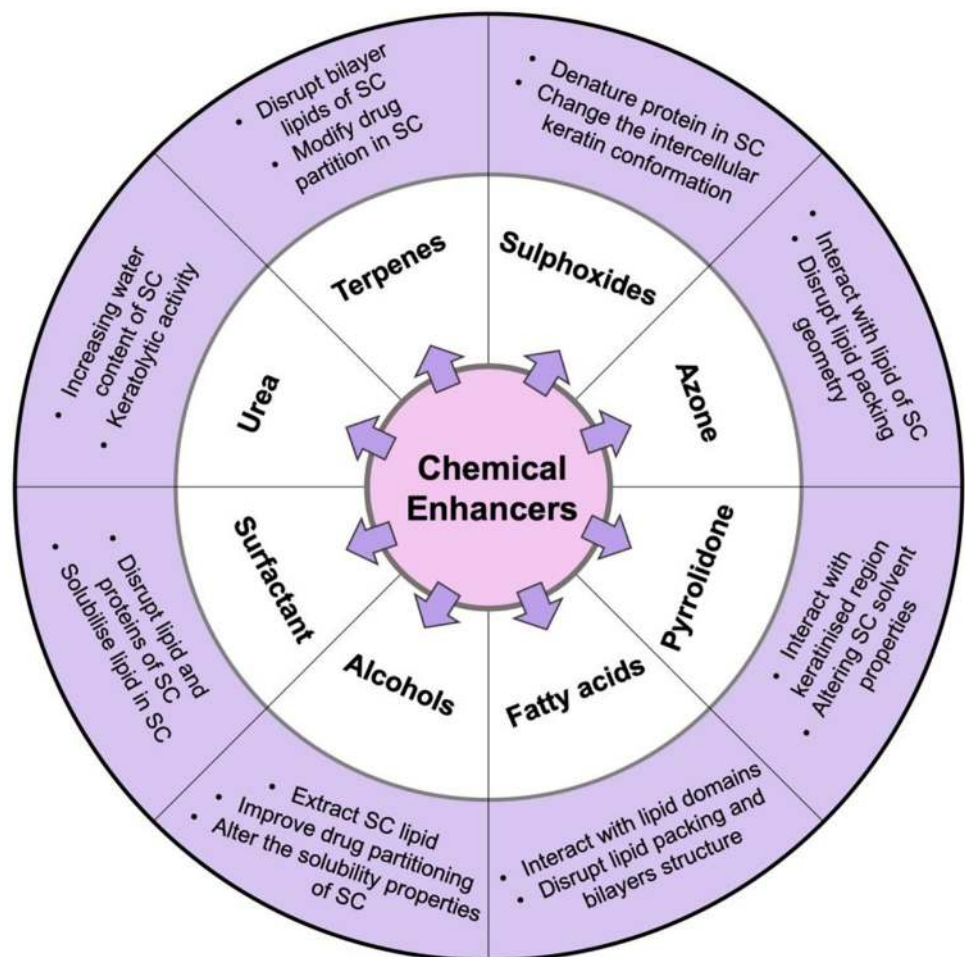 Chemical
Enhancers
Sulphoxides
• Denature protein in SC
• Change the intercellular
keratin conformation
Azone
• Interact with lipid of SC
• Disrupt lipid packing
geometry
Pyrrolidone
• Interact with
keratinised region
• Altering SC solvent
properties
Fatty acids
• Interact with lipid domains
• Disrupt lipid packing and
bilayers structure
Alcohols
• Extract SC lipid
• Improve drug partitioning
• Alter the solubility properties
of SC
Surfactant
• Disrupt lipid and
proteins of SC
• Solubilise lipid in SC
Urea
• Increasing water
content of SC
• Keratolytic activity
Terpenes
• Disrupt bilayer
lipids of SC
• Modify drug
partition in SC